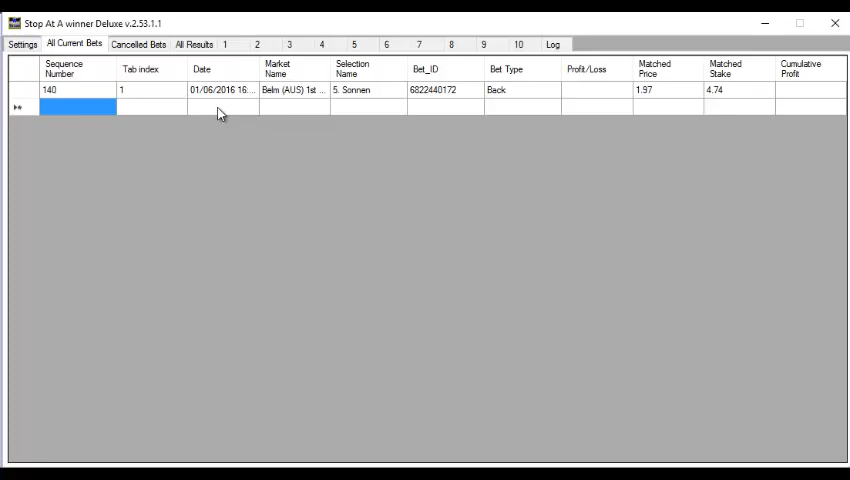 Stop At A winner Deluxe v.2.53.1.1
Settings All Current Bets Cancelled Bets All Results 1 2 3 4 5 6 7 8 9 10 Log
Sequence Number Tab index Date Market Name Selection Name Bet_ID Bet Type Profit/Loss Matched Price Matched Stake Cumulative Profit
140 1 01/06/2016 16:... Belm (AUS) 1st ... 5. Sonnen 6822440172 Back 1.97 4.74